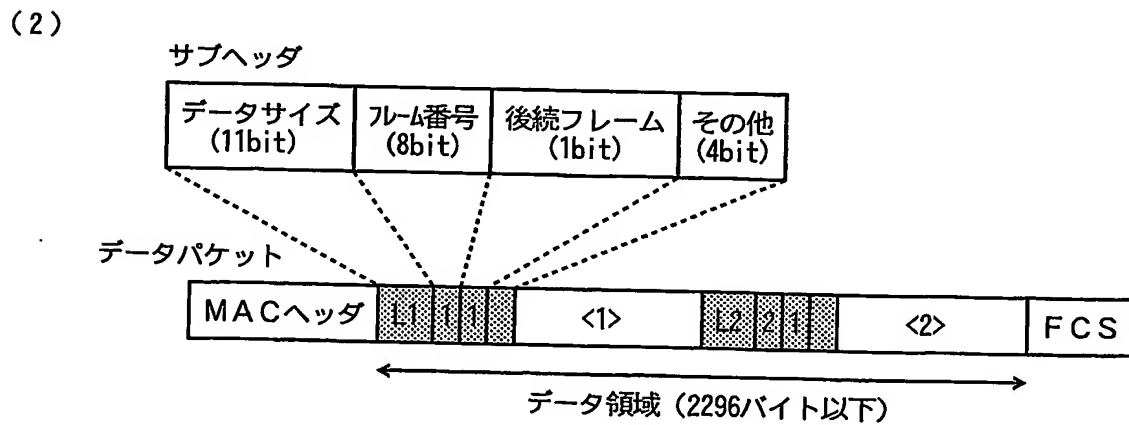 (2)
サブヘッダ
データサイズ フレーム番号 後続フレーム その他
(11bit) (8bit) (1bit) (4bit)
データパケット
MACヘッダ L1 1 1 <1> L2 2 1 <2> FCS
データ領域(2296バイト以下)